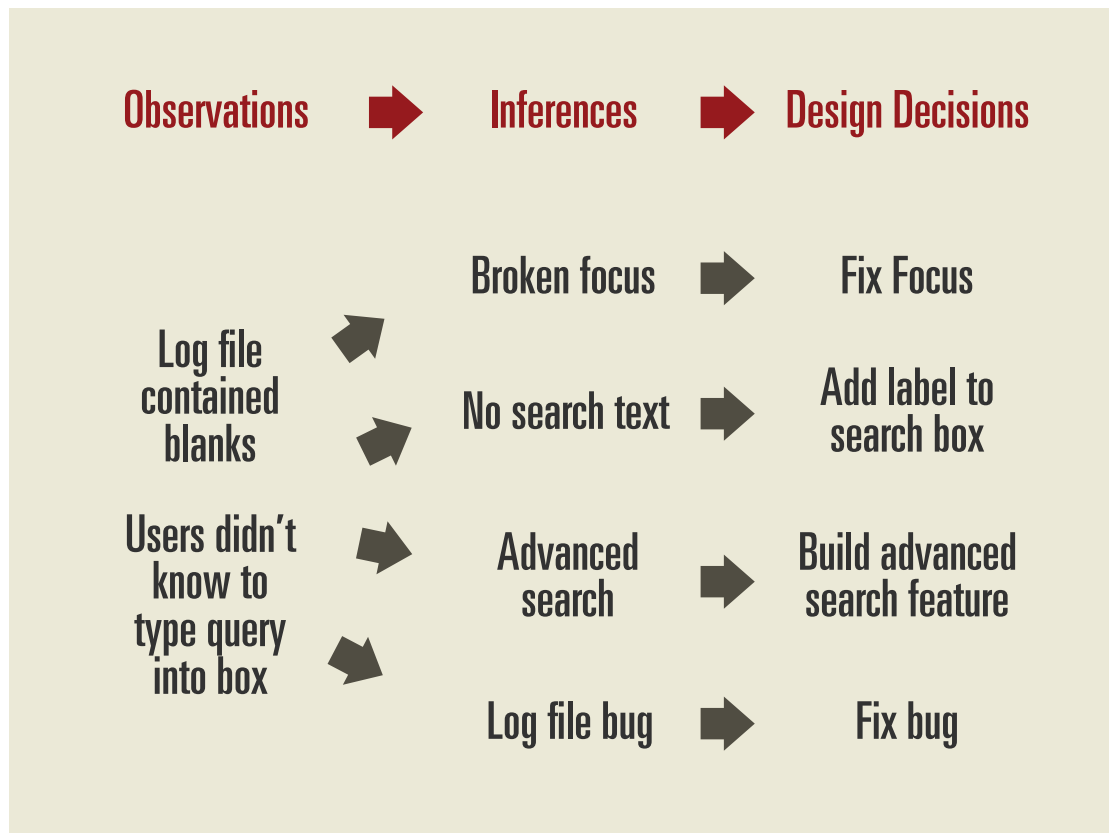 Observations
Inferences
Design Decisions
Log file
contained
blanks
Users didn't
know to
type query
into box
Broken focus
Fix Focus
No search text
Add label to
search box
Advanced
search
Build advanced
search feature
Log file bug
Fix bug